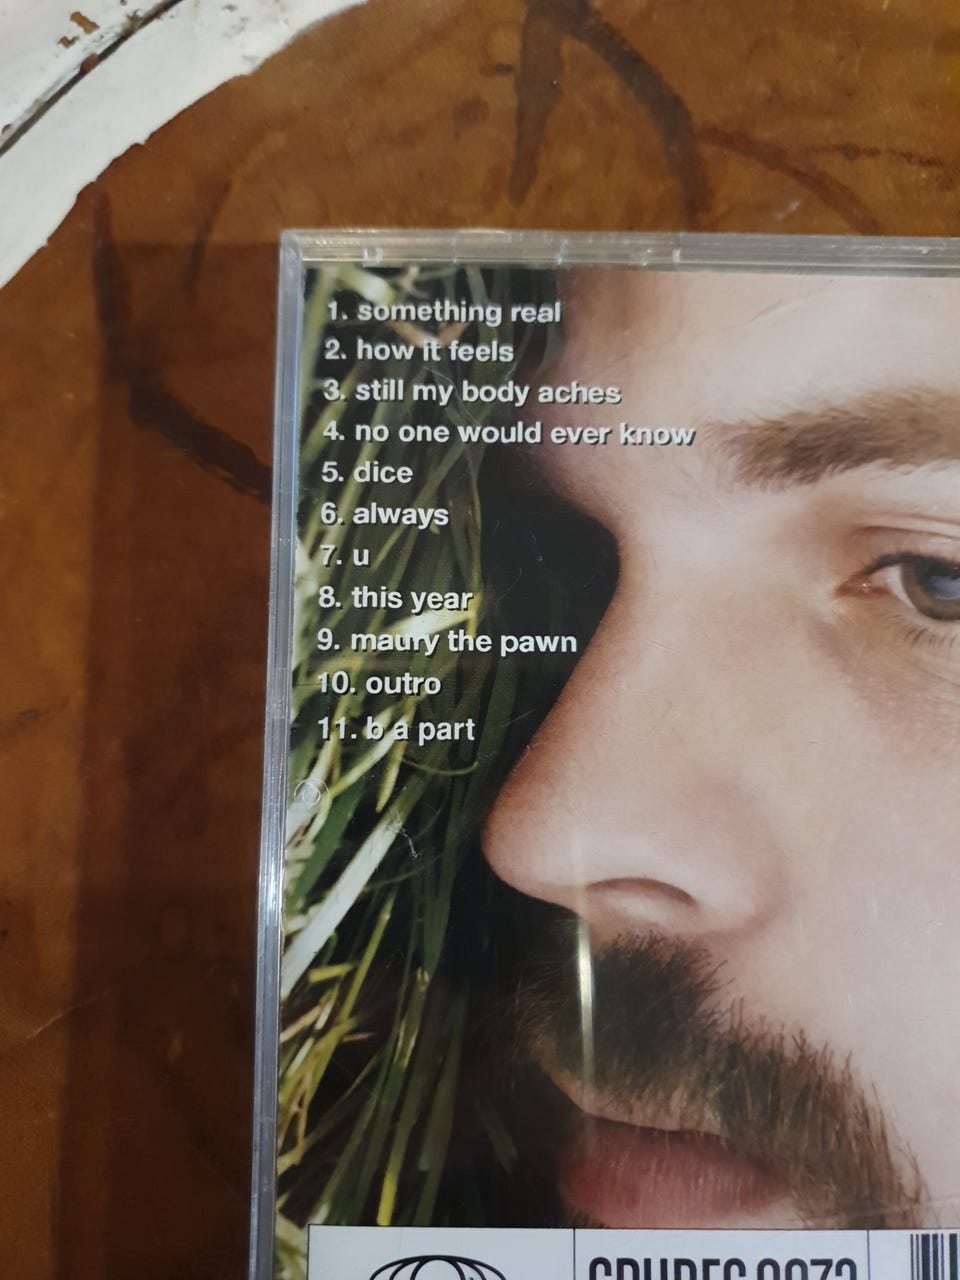 1. something real
2. how it feels
3. still my body aches
4. no one would ever know
5. dice
6. always
7. u
8. this year
9. maury the pawn
10. outro
11. b a part